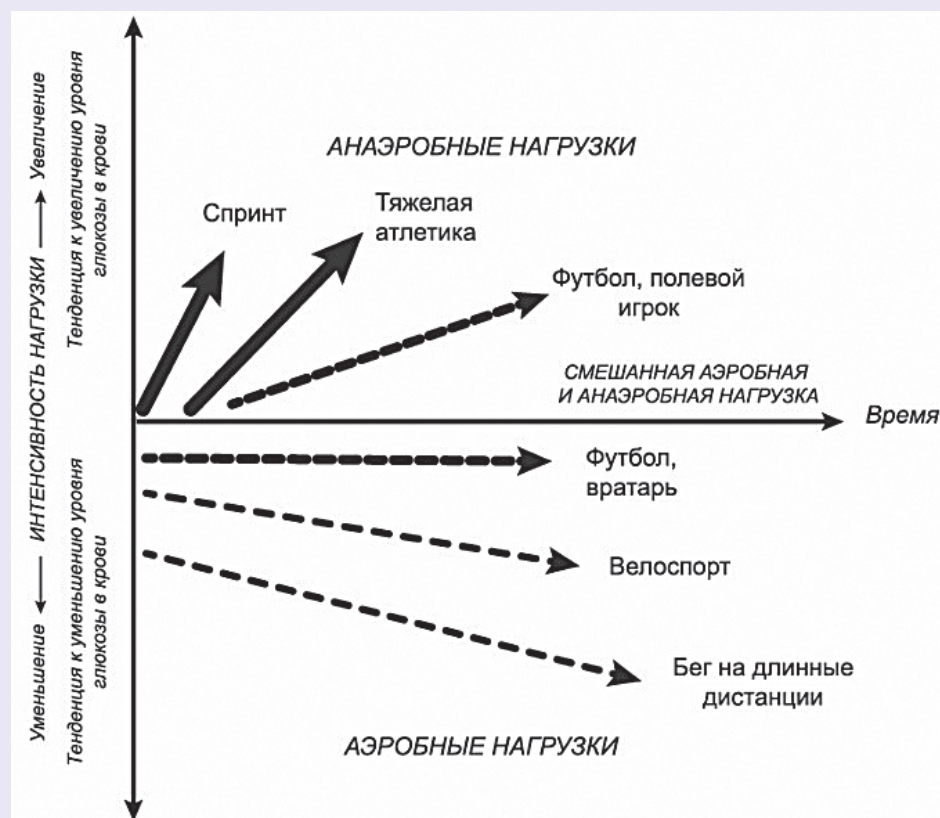 Уменьшение ← ИНТЕНСИВНОСТЬ НАГРУЗКИ → Увеличение
Тенденция к увеличению уровня
глюкозы в крови
Тенденция к уменьшению уровня
глюкозы в крови
АНАЭРОБНЫЕ НАГРУЗКИ
Спринт
Тяжелая
атлетика
Футбол, полевой
игрок
СМЕШАННАЯ АЭРОБНАЯ
И АНАЭРОБНАЯ НАГРУЗКА
Время
Футбол,
вратарь
Велоспорт
Бег на длинные
дистанции
АЭРОБНЫЕ НАГРУЗКИ